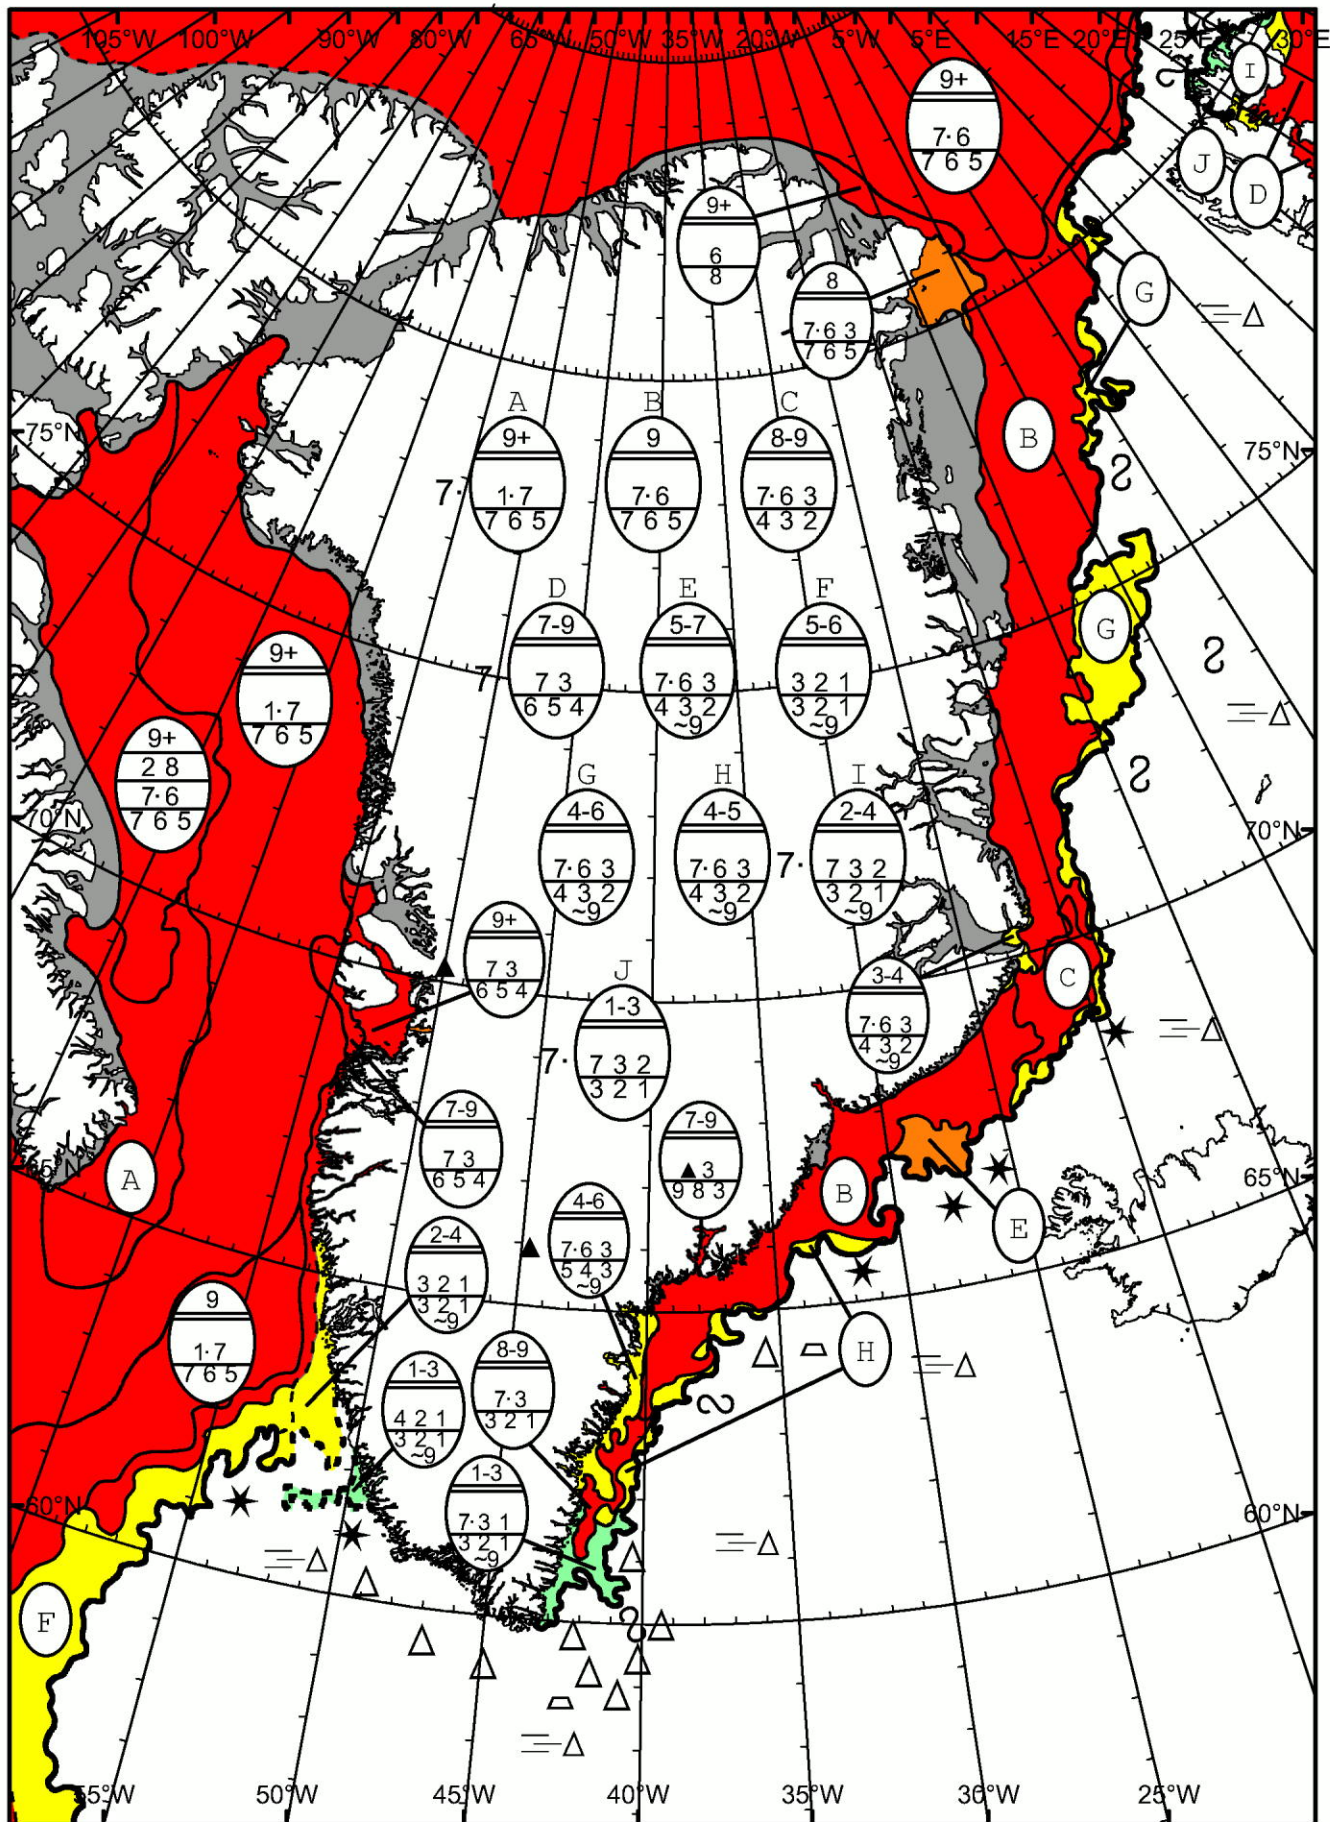 105°W 100°W 90°W 80°W 65°W 50°W 35°W 20°W 5°W 5°E 15°E 20°E 25°E 30°E
I
9+
7·6
7 6 5
J
D
9+
6
8
8
7·6 3
7 6 5
G
75°N
75°N
B
A B C
9+ 9 8-9
7· 1·7 7·6 7·6 3
7 6 5 7 6 5 4 3 2
D E F
7-9 5-7 5-6
7 7 3 7·6 3 3 2 1
6 5 4 4 3 2 3 2 1
~9 ~9
G
9+
1·7
7 6 5
9+
2 8
7·6
7 6 5
G H I
4-6 4-5 2-4
7·6 3 7·6 3 7· 7 3 2
4 3 2 4 3 2 3 2 1
~9 ~9 ~9
70°N
70°N
9+
7 3
6 5 4
J
1-3
7· 7 3 2
3 2 1
3-4
7·6 3
4 3 2
~9
C
7-9
7 3
6 5 4
7-9
▲3
9 8 3
65°N
65°N
A
B
E
2-4
3 2 1
3 2 1
~9
4-6
7·6 3
5 4 3
~9
9
1·7
7 6 5
H
1-3
4 2 1
3 2 1
~9
8-9
7·3
3 2 1
1-3
7·3 1
3 2 1
~9
60°N
60°N
F
55°W 50°W 45°W 40°W 35°W 30°W 25°W